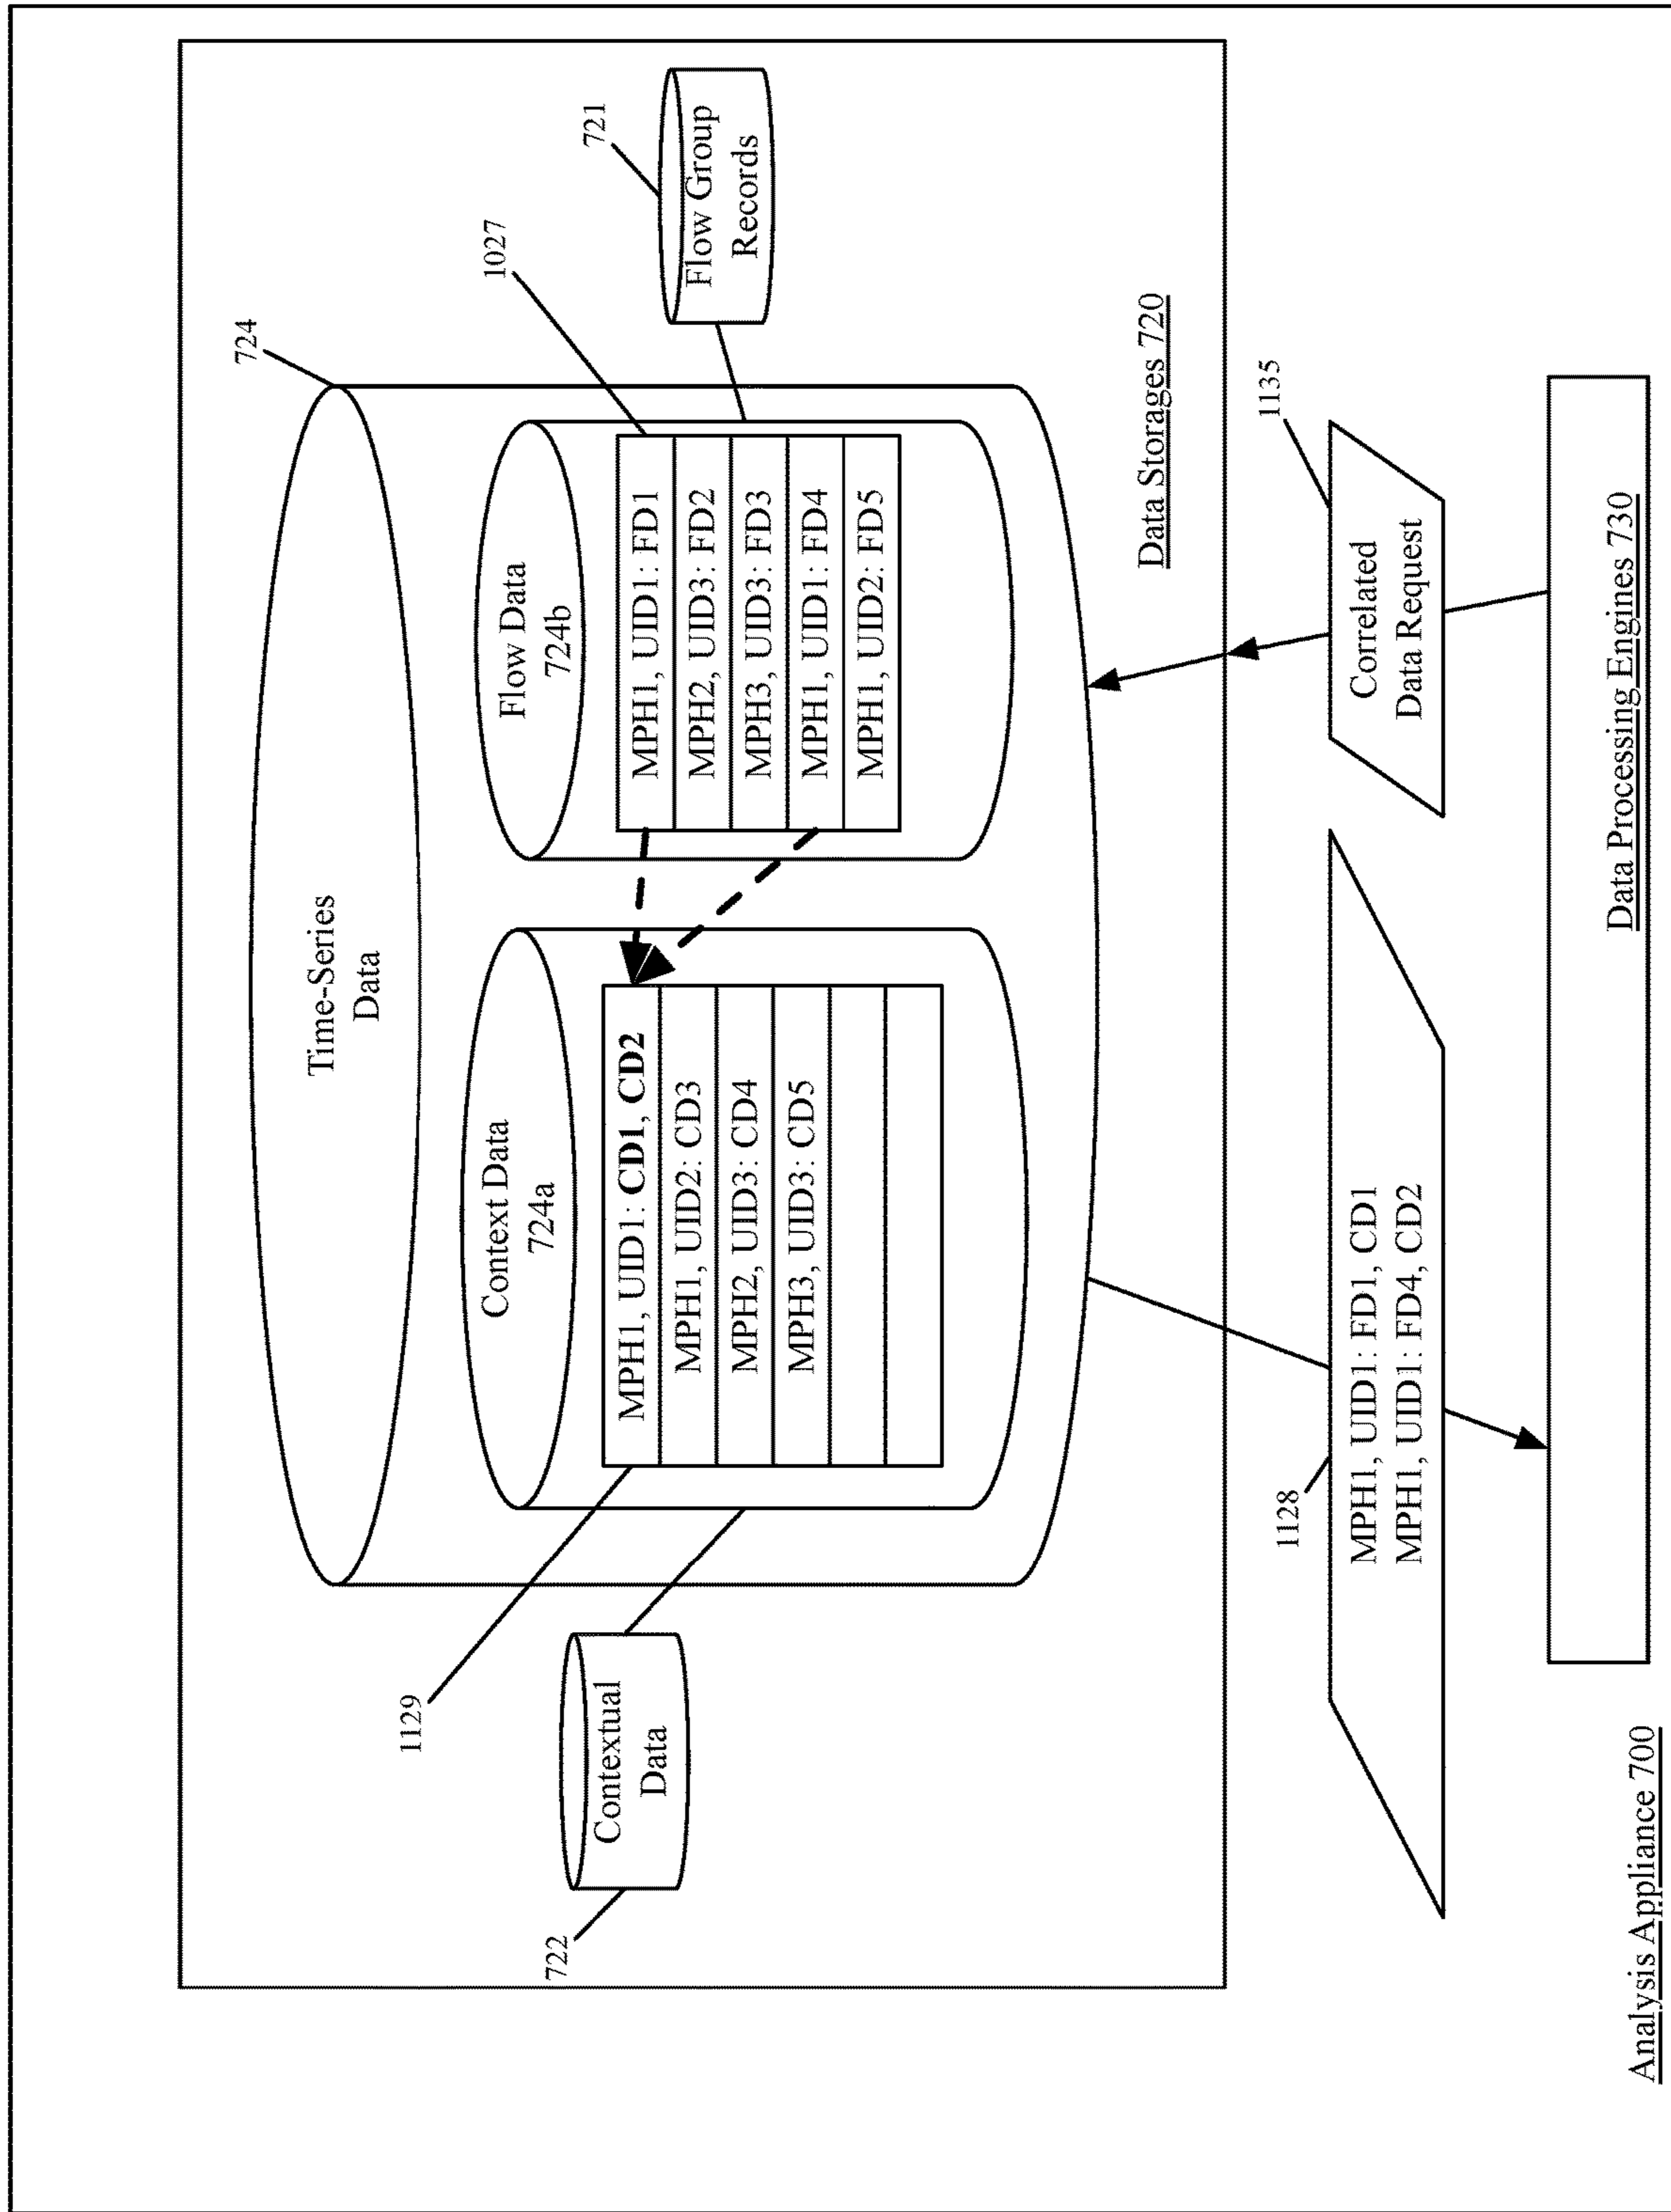 724
Time-Series
Data
721
Flow Group
Records
1027
Flow Data
724b
MPH1, UID1: FD1
MPH2, UID3: FD2
MPH3, UID3: FD3
MPH1, UID1: FD4
MPH1, UID2: FD5
Context Data
724a
MPH1, UID1: CD1, CD2
MPH1, UID2: CD3
MPH2, UID3: CD4
MPH3, UID3: CD5
1129
722
Contextual
Data
Data Storages 720
1128
MPH1, UID1: FD1, CD1
MPH1, UID1: FD4, CD2
1135
Correlated
Data Request
Data Processing Engines 730
Analysis Appliance 700